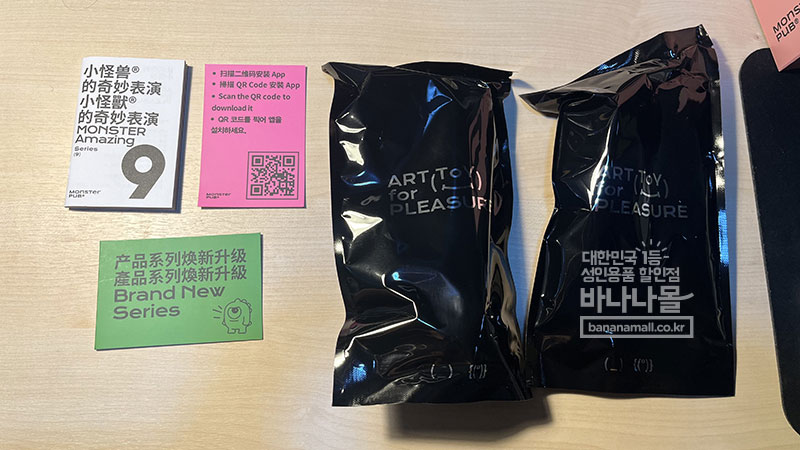 小怪兽®
的奇妙表演
小怪獸®
的奇妙表演
MONSTER
Amazing
Series
(9)
9
MONSTER
PUB®
• 扫描二维码安装 App
• 掃描 QR Code 安裝 App
• Scan the QR code to
download it
• QR 코드를 찍어 앱을
설치하세요.
MONSTER
PUB®
产品系列焕新升级
產品系列煥新升級
Brand New
Series
ART (ToY
for ‿)
PLEASURE
( _ ) {(°)}
ART (ToY
for ‿)
PLEASURE
( _ ) {(°)}
대한민국 1등~
성인용품 할인점
바나나몰
bananamall.co.kr
MONSTER
PUB®